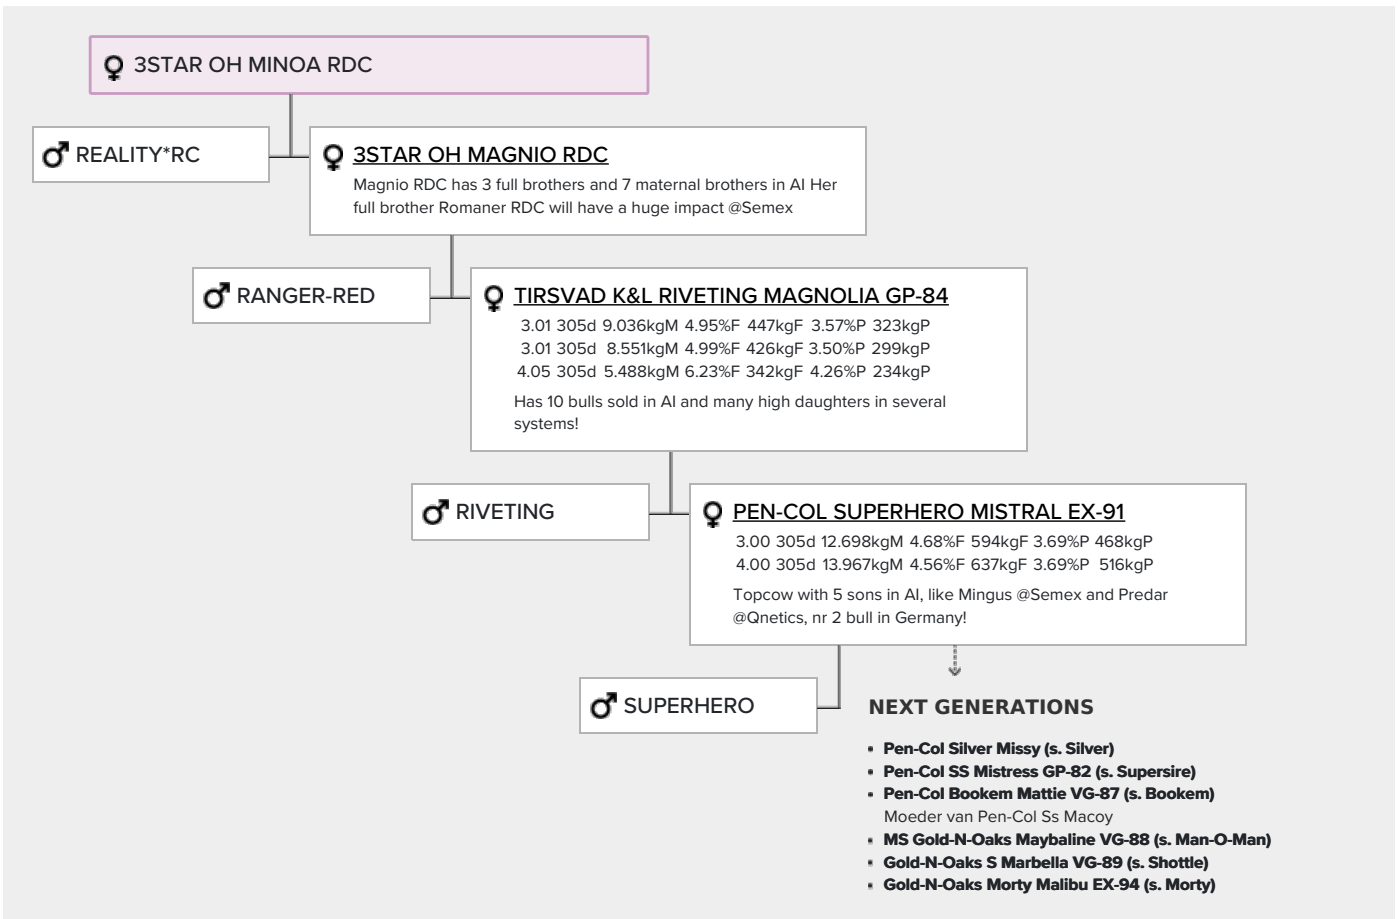 3STAR OH MINOA RDC
REALITY*RC
3STAR OH MAGNIO RDC
Magnio RDC has 3 full brothers and 7 maternal brothers in AI Her
full brother Romaner RDC will have a huge impact @Semex
RANGER-RED
TIRSVAD K&L RIVETING MAGNOLIA GP-84
3.01 305d 9.036kgM 4.95%F 447kgF 3.57%P 323kgP
3.01 305d 8.551kgM 4.99%F 426kgF 3.50%P 299kgP
4.05 305d 5.488kgM 6.23%F 342kgF 4.26%P 234kgP
Has 10 bulls sold in AI and many high daughters in several
systems!
RIVETING
PEN-COL SUPERHERO MISTRAL EX-91
3.00 305d 12.698kgM 4.68%F 594kgF 3.69%P 468kgP
4.00 305d 13.967kgM 4.56%F 637kgF 3.69%P 516kgP
Topcow with 5 sons in AI, like Mingus @Semex and Predar
@Qnetics, nr 2 bull in Germany!
SUPERHERO
NEXT GENERATIONS
Pen-Col Silver Missy (s. Silver)
Pen-Col SS Mistress GP-82 (s. Supersire)
Pen-Col Bookem Mattie VG-87 (s. Bookem)
Moeder van Pen-Col Ss Macoy
MS Gold-N-Oaks Maybaline VG-88 (s. Man-O-Man)
Gold-N-Oaks S Marbella VG-89 (s. Shottle)
Gold-N-Oaks Morty Malibu EX-94 (s. Morty)